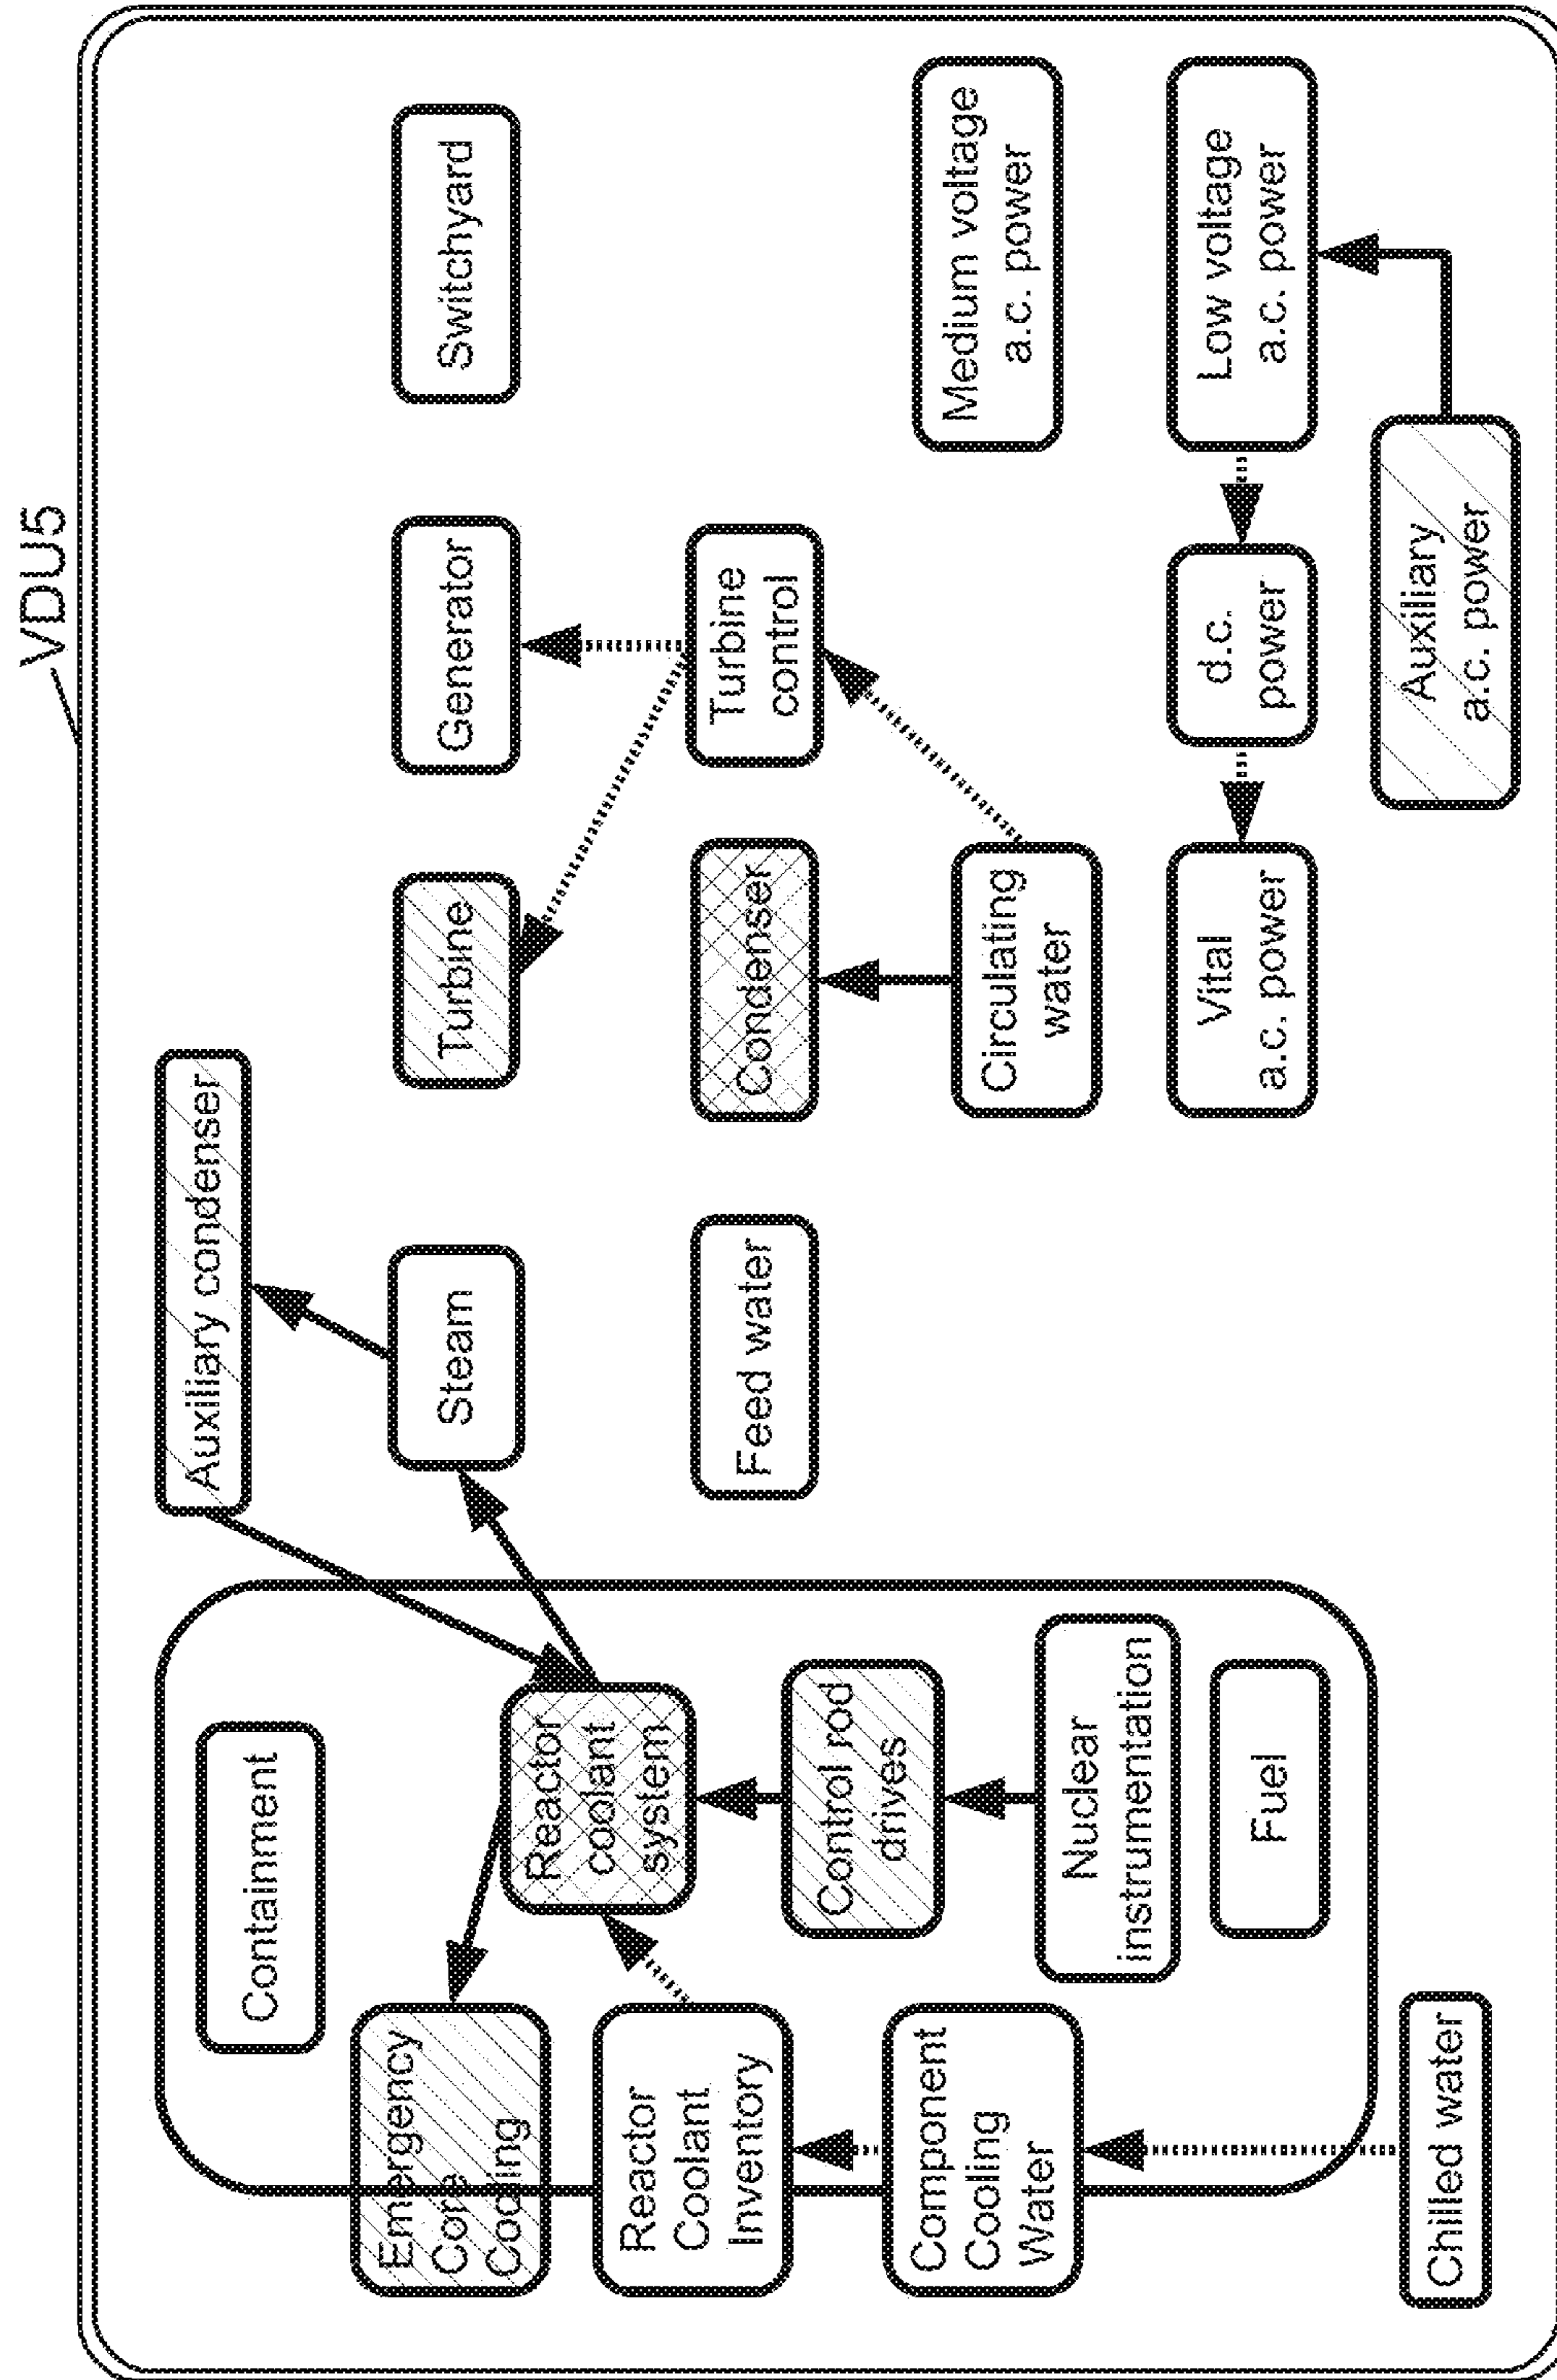 VDU5
Containment
Emergency
Core
Cooling
Reactor
Coolant
Inventory
Component
Cooling
Water
Chilled water
Reactor
coolant
system
Control rod
drives
Nuclear
instrumentation
Fuel
Auxiliary condenser
Steam
Feed water
Turbine
Condenser
Circulating
water
Vital
a.c. power
Generator
Turbine
control
d.c.
power
Auxiliary
a.c. power
Switchyard
Medium voltage
a.c. power
Low voltage
a.c. power